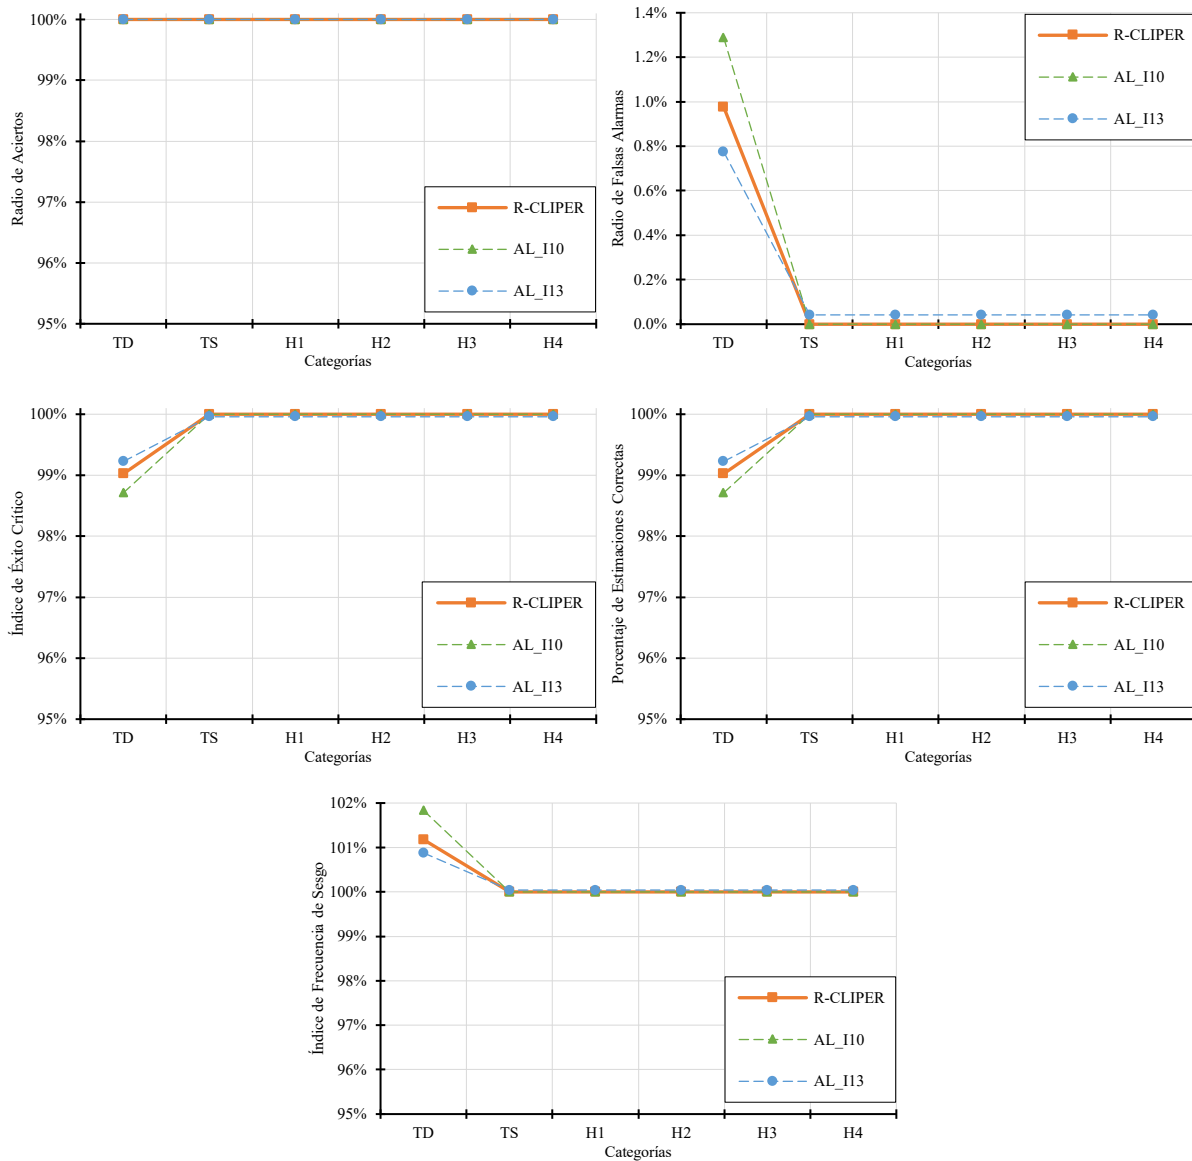 100%
99%
98%
97%
96%
95%
Radio de Aciertos
R-CLIPER
AL_I10
AL_I13
TD TS H1 H2 H3 H4
Categorías
1.4%
1.2%
1.0%
0.8%
0.6%
0.4%
0.2%
0.0%
Radio de Falsas Alarmas
R-CLIPER
AL_I10
AL_I13
TD TS H1 H2 H3 H4
Categorías
100%
99%
98%
97%
96%
95%
Índice de Éxito Crítico
R-CLIPER
AL_I10
AL_I13
TD TS H1 H2 H3 H4
Categorías
100%
99%
98%
97%
96%
95%
Porcentaje de Estimaciones Correctas
R-CLIPER
AL_I10
AL_I13
TD TS H1 H2 H3 H4
Categorías
102%
101%
100%
99%
98%
97%
96%
95%
Índice de Frecuencia de Sesgo
R-CLIPER
AL_I10
AL_I13
TD TS H1 H2 H3 H4
Categorías